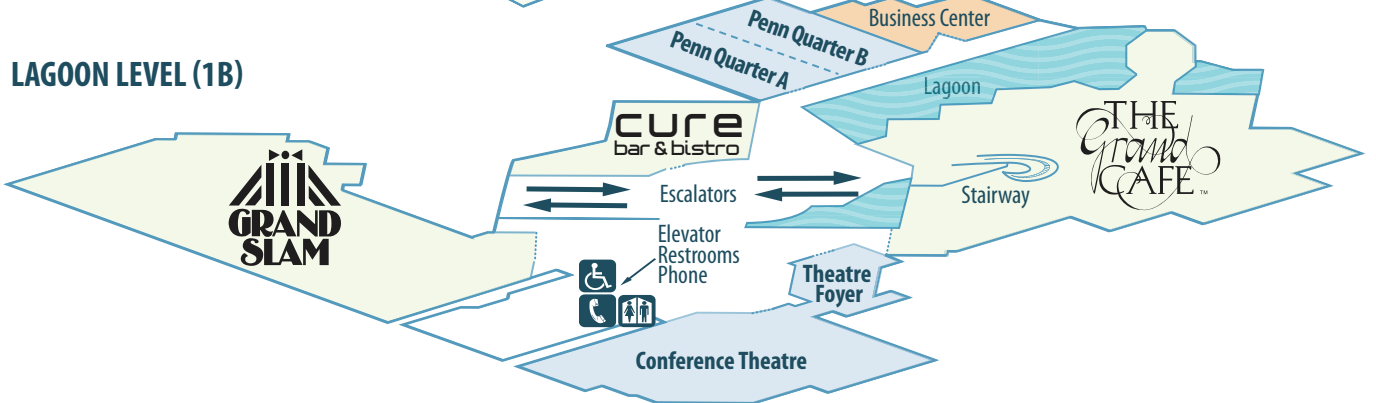 Business Center
Penn Quarter B
Penn Quarter A
LAGOON LEVEL (1B)
Lagoon
cure
bar & bistro
THE
Grand
CAFE ™
GRAND
SLAM
Escalators
Stairway
Elevator
Restrooms
Phone
Theatre
Foyer
Conference Theatre